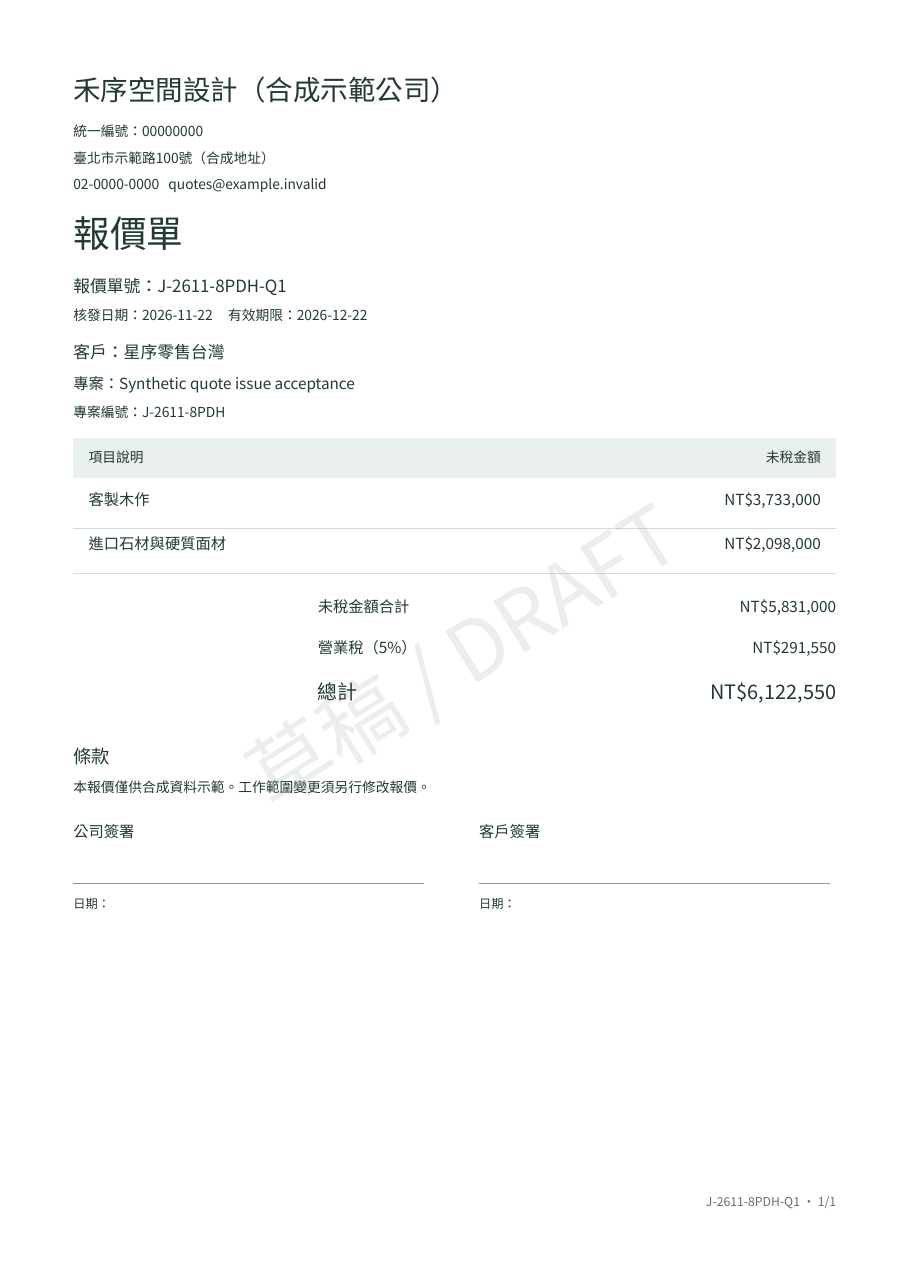 禾序空間設計（合成示範公司）
統一編號：00000000
臺北市示範路100號（合成地址）
02-0000-0000 quotes@example.invalid
報價單
報價單號：J-2611-8PDH-Q1
核發日期：2026-11-22 有效期限：2026-12-22
客戶：星序零售台灣
專案：Synthetic quote issue acceptance
專案編號：J-2611-8PDH
項目說明 未稅金額
客製木作 NT$3,733,000
進口石材與硬質面材 NT$2,098,000
未稅金額合計 NT$5,831,000
營業稅（5%） NT$291,550
總計 NT$6,122,550
草稿 / DRAFT
條款
本報價僅供合成資料示範。工作範圍變更須另行修改報價。
公司簽署 客戶簽署
日期： 日期：
J-2611-8PDH-Q1 · 1/1